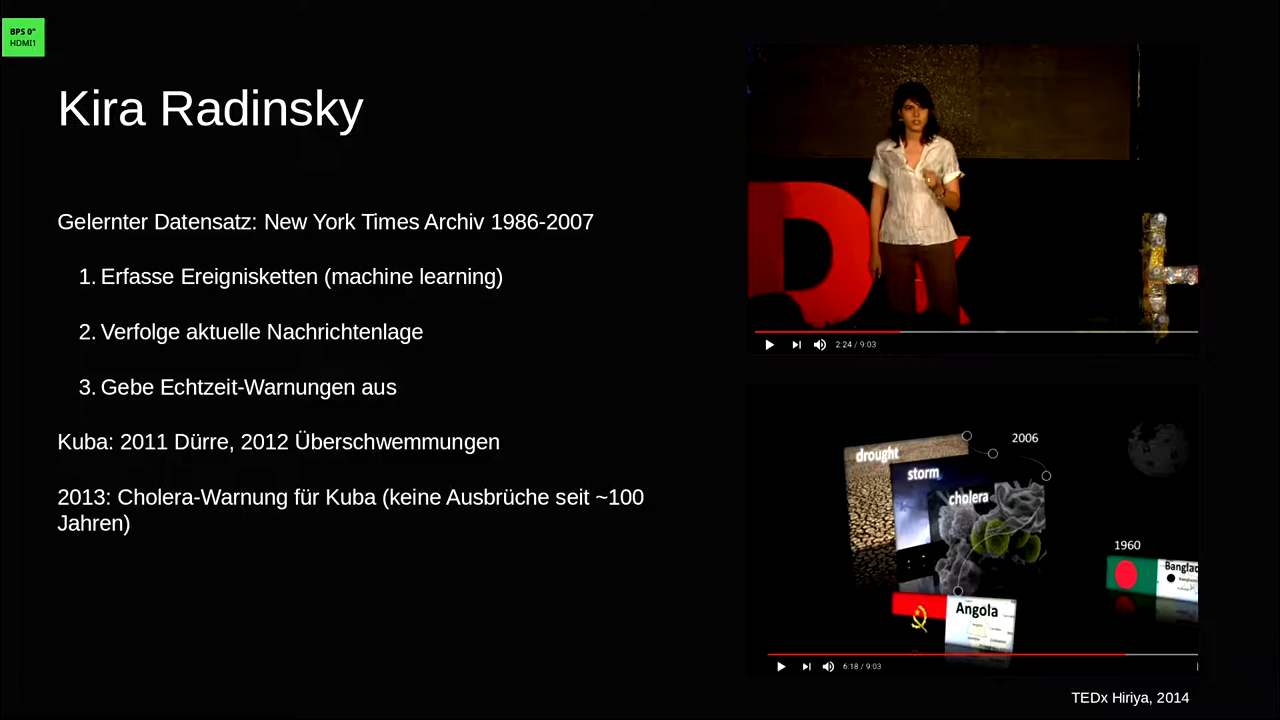 BPS 0"
HDMI1
Kira Radinsky
Gelernter Datensatz: New York Times Archiv 1986-2007
1. Erfasse Ereignisketten (machine learning)
2. Verfolge aktuelle Nachrichtenlage
3. Gebe Echtzeit-Warnungen aus
Kuba: 2011 Dürre, 2012 Überschwemmungen
2013: Cholera-Warnung für Kuba (keine Ausbrüche seit ~100
Jahren)
2:24 / 9:03
2006
drought
storm
cholera
1960
Angola
6:18 / 9:03
TEDx Hiriya, 2014